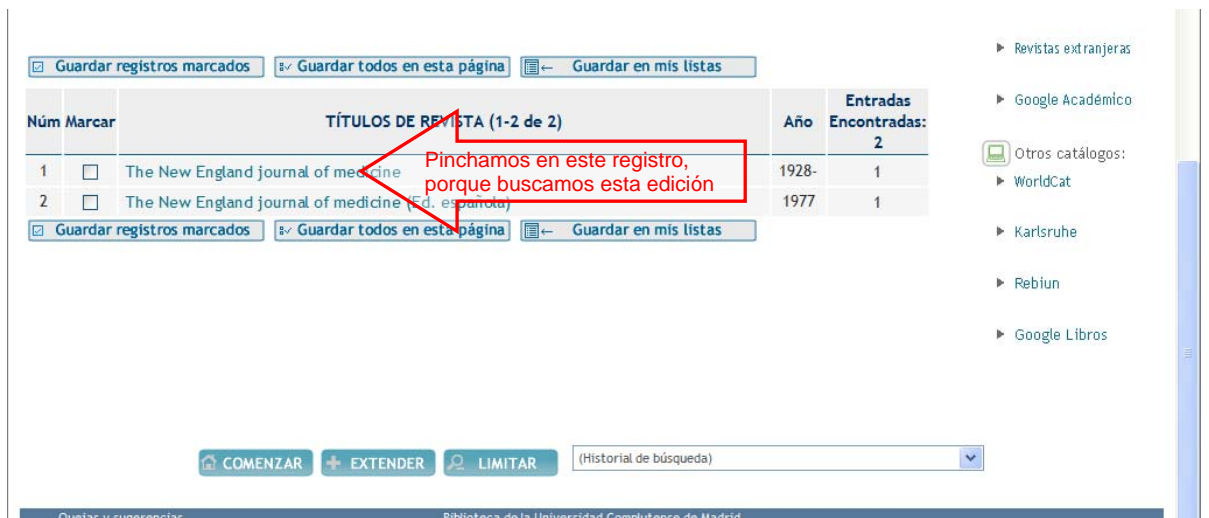 Guardar registros marcados Guardar todos en esta página Guardar en mis listas
Núm Marcar TÍTULOS DE REVISTA (1-2 de 2) Año Entradas Encontradas: 2
1 The New England journal of medicine 1928- 1
2 The New England journal of medicine (Ed. española) 1977 1
Pinchamos en este registro,
porque buscamos esta edición
Guardar registros marcados Guardar todos en esta página Guardar en mis listas
Revistas extranjeras
Google Académico
Otros catálogos:
WorldCat
Karlsruhe
Rebiun
Google Libros
COMENZAR EXTENDER LIMITAR (Historial de búsqueda)
Quejas y sugerencias Biblioteca de la Universidad Complutense de Madrid